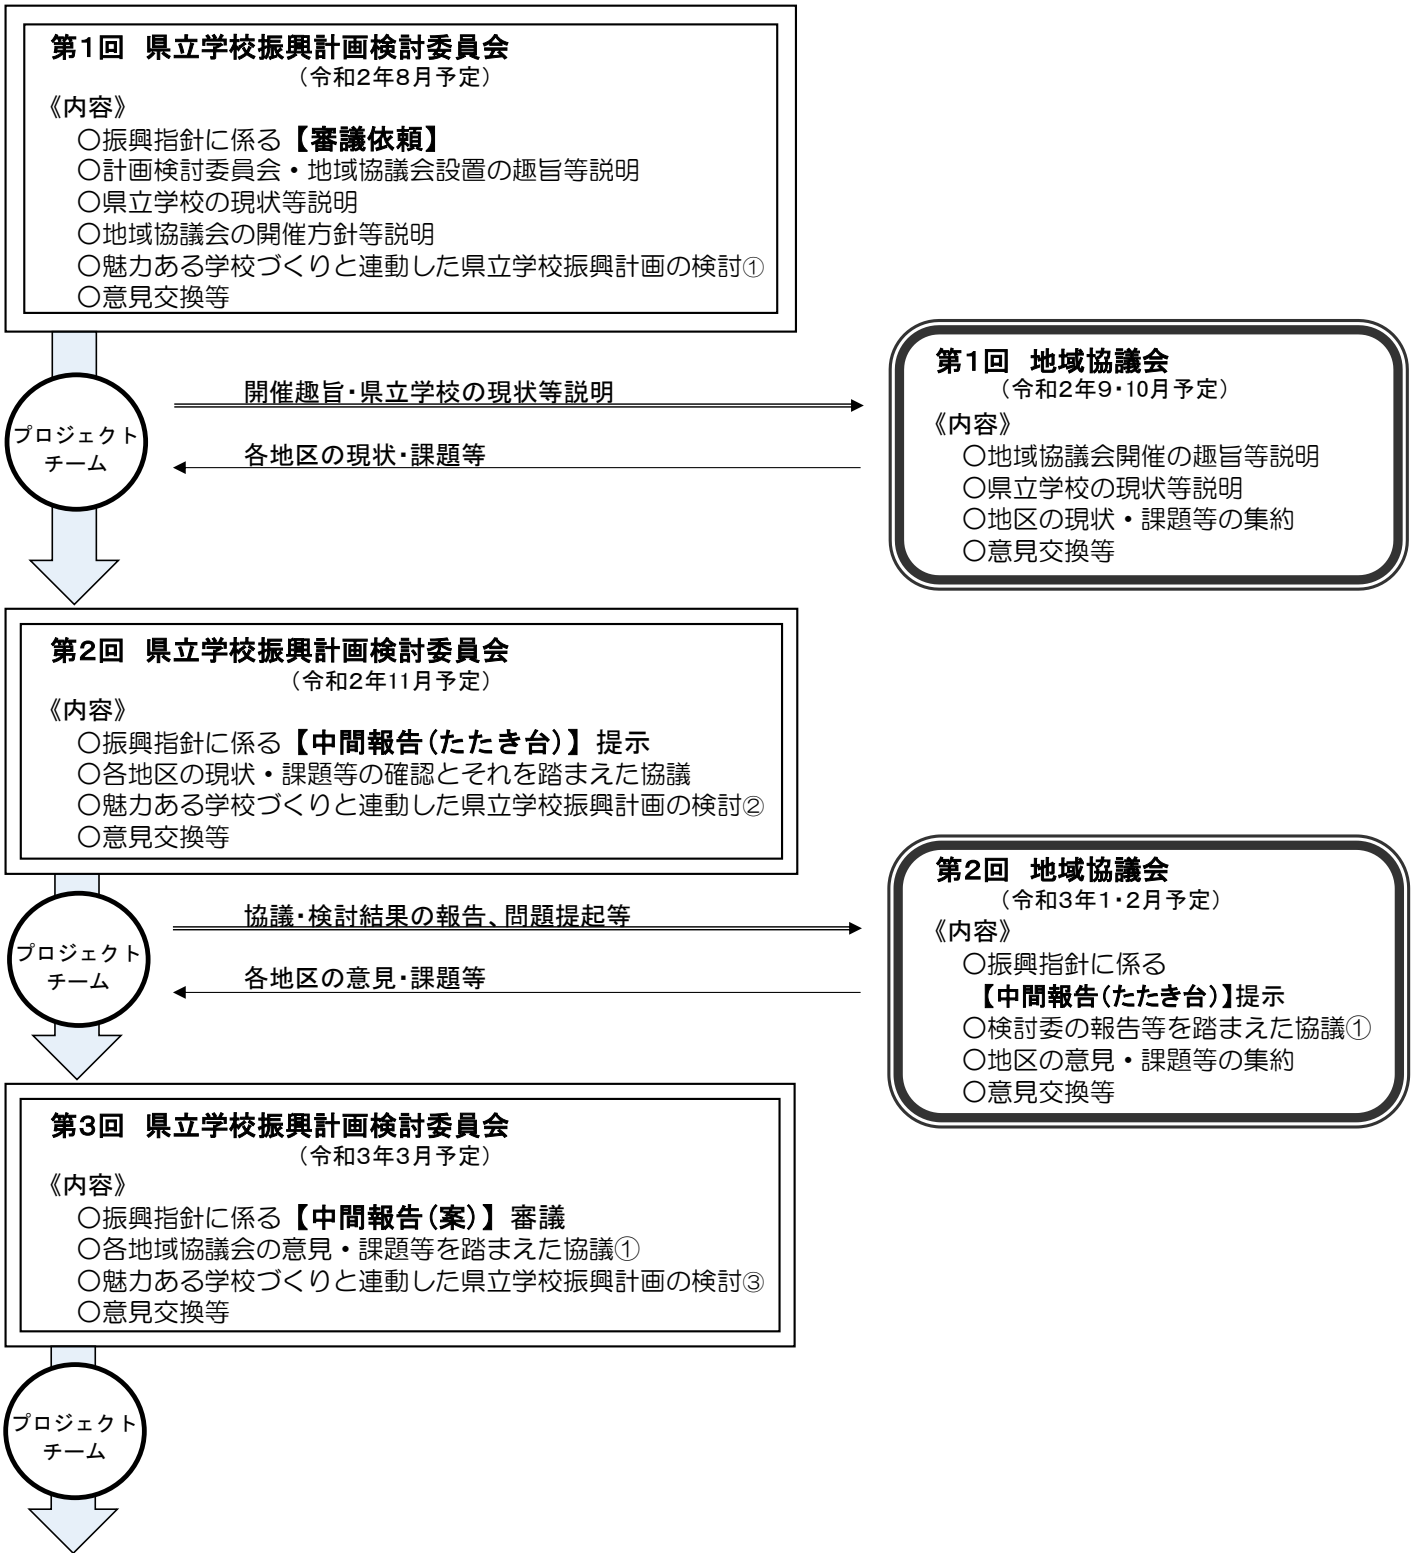 第1回　県立学校振興計画検討委員会
（令和2年8月予定）
《内容》
〇振興指針に係る【審議依頼】
〇計画検討委員会・地域協議会設置の趣旨等説明
〇県立学校の現状等説明
〇地域協議会の開催方針等説明
〇魅力ある学校づくりと連動した県立学校振興計画の検討①
〇意見交換等
プロジェクト
チーム
開催趣旨・県立学校の現状等説明
各地区の現状・課題等
第1回　地域協議会
（令和2年9・10月予定）
《内容》
〇地域協議会開催の趣旨等説明
〇県立学校の現状等説明
〇地区の現状・課題等の集約
〇意見交換等
第2回　県立学校振興計画検討委員会
（令和2年11月予定）
《内容》
〇振興指針に係る【中間報告（たたき台）】提示
〇各地区の現状・課題等の確認とそれを踏まえた協議
〇魅力ある学校づくりと連動した県立学校振興計画の検討②
〇意見交換等
プロジェクト
チーム
協議・検討結果の報告、問題提起等
各地区の意見・課題等
第2回　地域協議会
（令和3年1・2月予定）
《内容》
〇振興指針に係る
【中間報告（たたき台）】提示
〇検討委の報告等を踏まえた協議①
〇地区の意見・課題等の集約
〇意見交換等
第3回　県立学校振興計画検討委員会
（令和3年3月予定）
《内容》
〇振興指針に係る【中間報告（案）】審議
〇各地域協議会の意見・課題等を踏まえた協議①
〇魅力ある学校づくりと連動した県立学校振興計画の検討③
〇意見交換等
プロジェクト
チーム